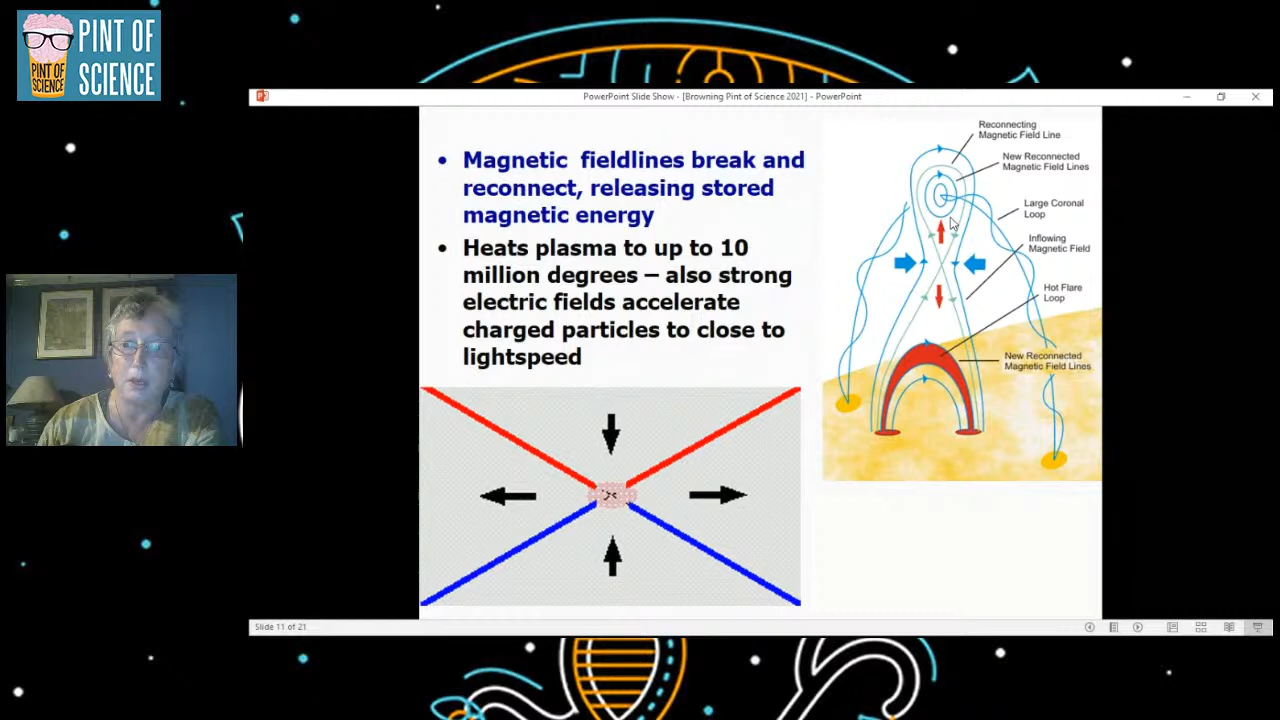 PINT OF
SCIENCE
PINT OF
SCIENCE
PowerPoint Slide Show - [Browning Pint of Science 2021] - PowerPoint
• Magnetic fieldlines break and
reconnect, releasing stored
magnetic energy
• Heats plasma to up to 10
million degrees – also strong
electric fields accelerate
charged particles to close to
lightspeed
Reconnecting
Magnetic Field Line
New Reconnected
Magnetic Field Lines
Large Coronal
Loop
Inflowing
Magnetic Field
Hot Flare
Loop
New Reconnected
Magnetic Field Lines
Slide 11 of 21